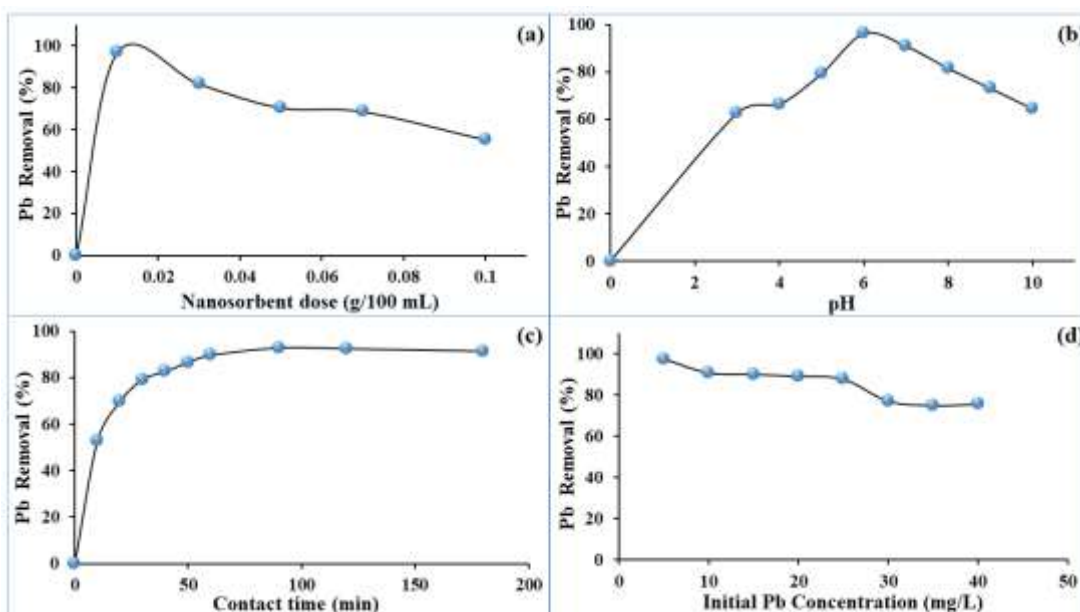 (a)
Pb Removal (%)
100
80
60
40
20
0
0 0.02 0.04 0.06 0.08 0.1
Nanosorbent dose (g/100 mL)
(b)
Pb Removal (%)
100
80
60
40
20
0
0 2 4 6 8 10
pH
(c)
Pb Removal (%)
100
80
60
40
20
0
0 50 100 150 200
Contact time (min)
(d)
Pb Removal (%)
100
80
60
40
20
0
0 10 20 30 40 50
Initial Pb Concentration (mg/L)